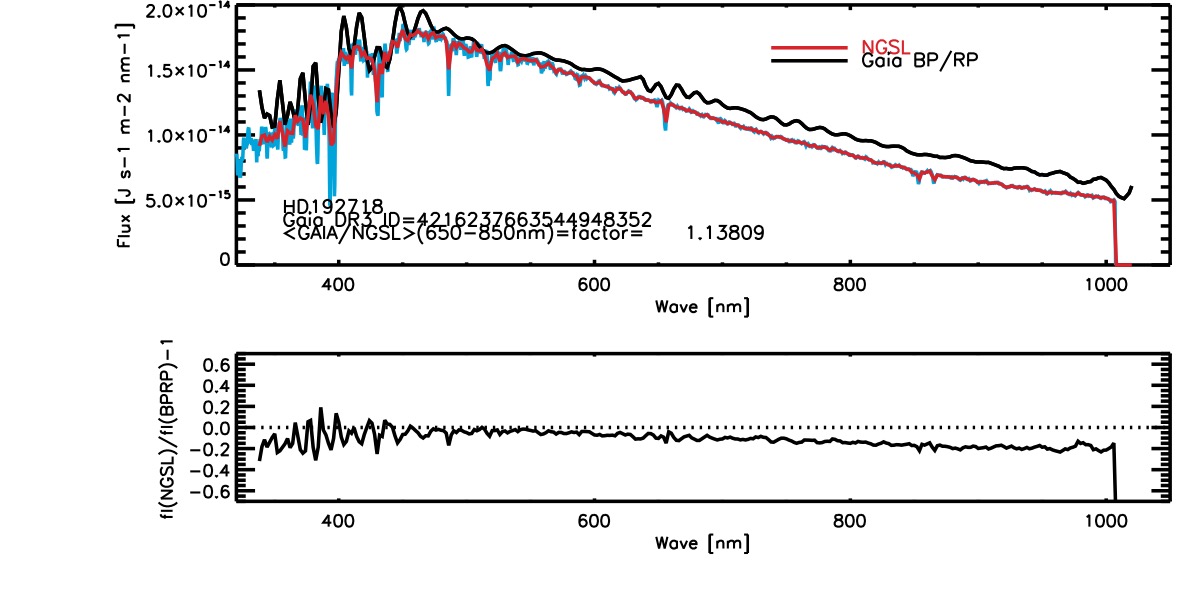 2.0×10−14
1.5×10−14
1.0×10−14
5.0×10−15
0
Flux [J s−1 m−2 nm−1]
NGSL
Gaia BP/RP
HD192718
Gaia DR3 ID=4216237663544948352
<GAIA/NGSL>(650−850nm)=factor= 1.13809
400 600 800 1000
Wave [nm]
0.6
0.4
0.2
0.0
−0.2
−0.4
−0.6
fl(NGSL)/fl(BPRP)−1
400 600 800 1000
Wave [nm]